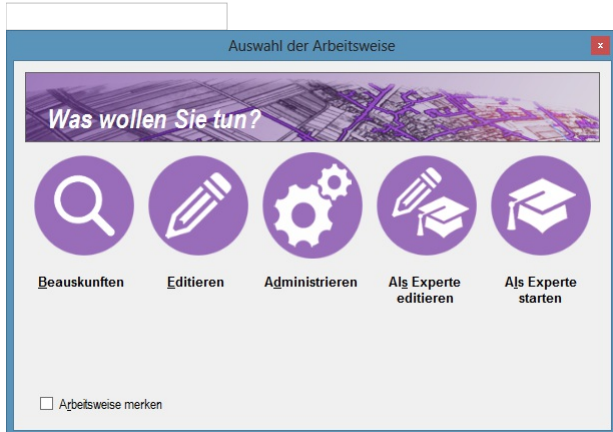 Auswahl der Arbeitsweise
x
Was wollen Sie tun?
Beauskunften
Editieren
Administrieren
Als Experte
editieren
Als Experte
starten
Arbeitsweise merken